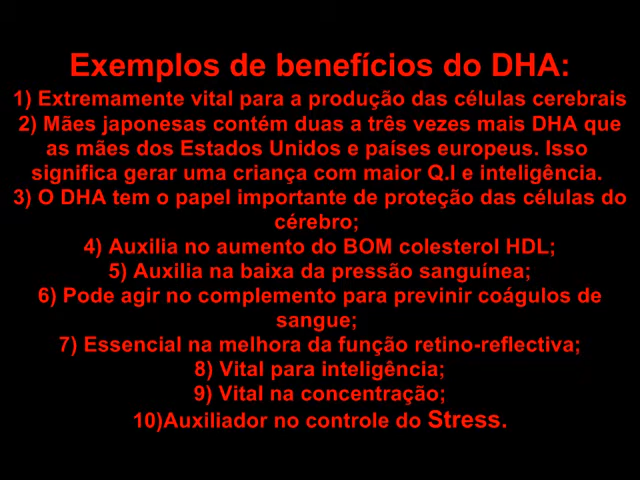 Exemplos de benefícios do DHA:
1) Extremamente vital para a produção das células cerebrais
2) Mães japonesas contém duas a três vezes mais DHA que
as mães dos Estados Unidos e países europeus. Isso
significa gerar uma criança com maior Q.I e inteligência.
3) O DHA tem o papel importante de proteção das células do
cérebro;
4) Auxilia no aumento do BOM colesterol HDL;
5) Auxilia na baixa da pressão sanguínea;
6) Pode agir no complemento para previnir coágulos de
sangue;
7) Essencial na melhora da função retino-reflectiva;
8) Vital para inteligência;
9) Vital na concentração;
10)Auxiliador no controle do Stress.